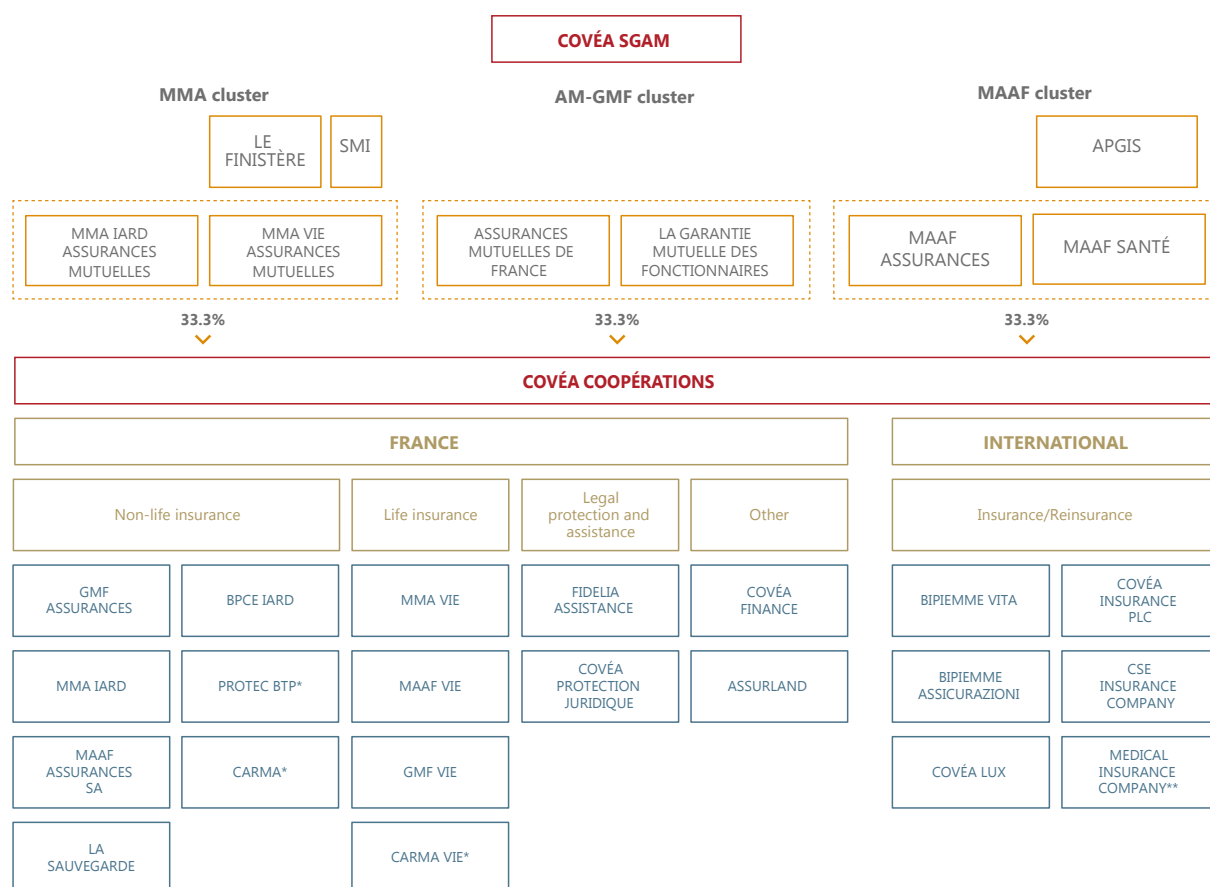 COVÉA SGAM
MMA cluster
AM-GMF cluster
MAAF cluster
LE
FINISTÈRE
SMI
APGIS
MMA IARD
ASSURANCES
MUTUELLES
MMA VIE
ASSURANCES
MUTUELLES
ASSURANCES
MUTUELLES DE
FRANCE
LA GARANTIE
MUTUELLE DES
FONCTIONNAIRES
MAAF
ASSURANCES
MAAF SANTÉ
33.3%
33.3%
33.3%
COVÉA COOPÉRATIONS
FRANCE
INTERNATIONAL
Non-life insurance
Life insurance
Legal
protection and
assistance
Other
Insurance/Reinsurance
GMF
ASSURANCES
BPCE IARD
MMA VIE
FIDELIA
ASSISTANCE
COVÉA
FINANCE
BIPIEMME VITA
COVÉA
INSURANCE
PLC
MMA IARD
PROTEC BTP*
MAAF VIE
COVÉA
PROTECTION
JURIDIQUE
ASSURLAND
BIPIEMME
ASSICURAZIONI
CSE
INSURANCE
COMPANY
MAAF
ASSURANCES
SA
CARMA*
GMF VIE
COVÉA LUX
MEDICAL
INSURANCE
COMPANY**
LA
SAUVEGARDE
CARMA VIE*